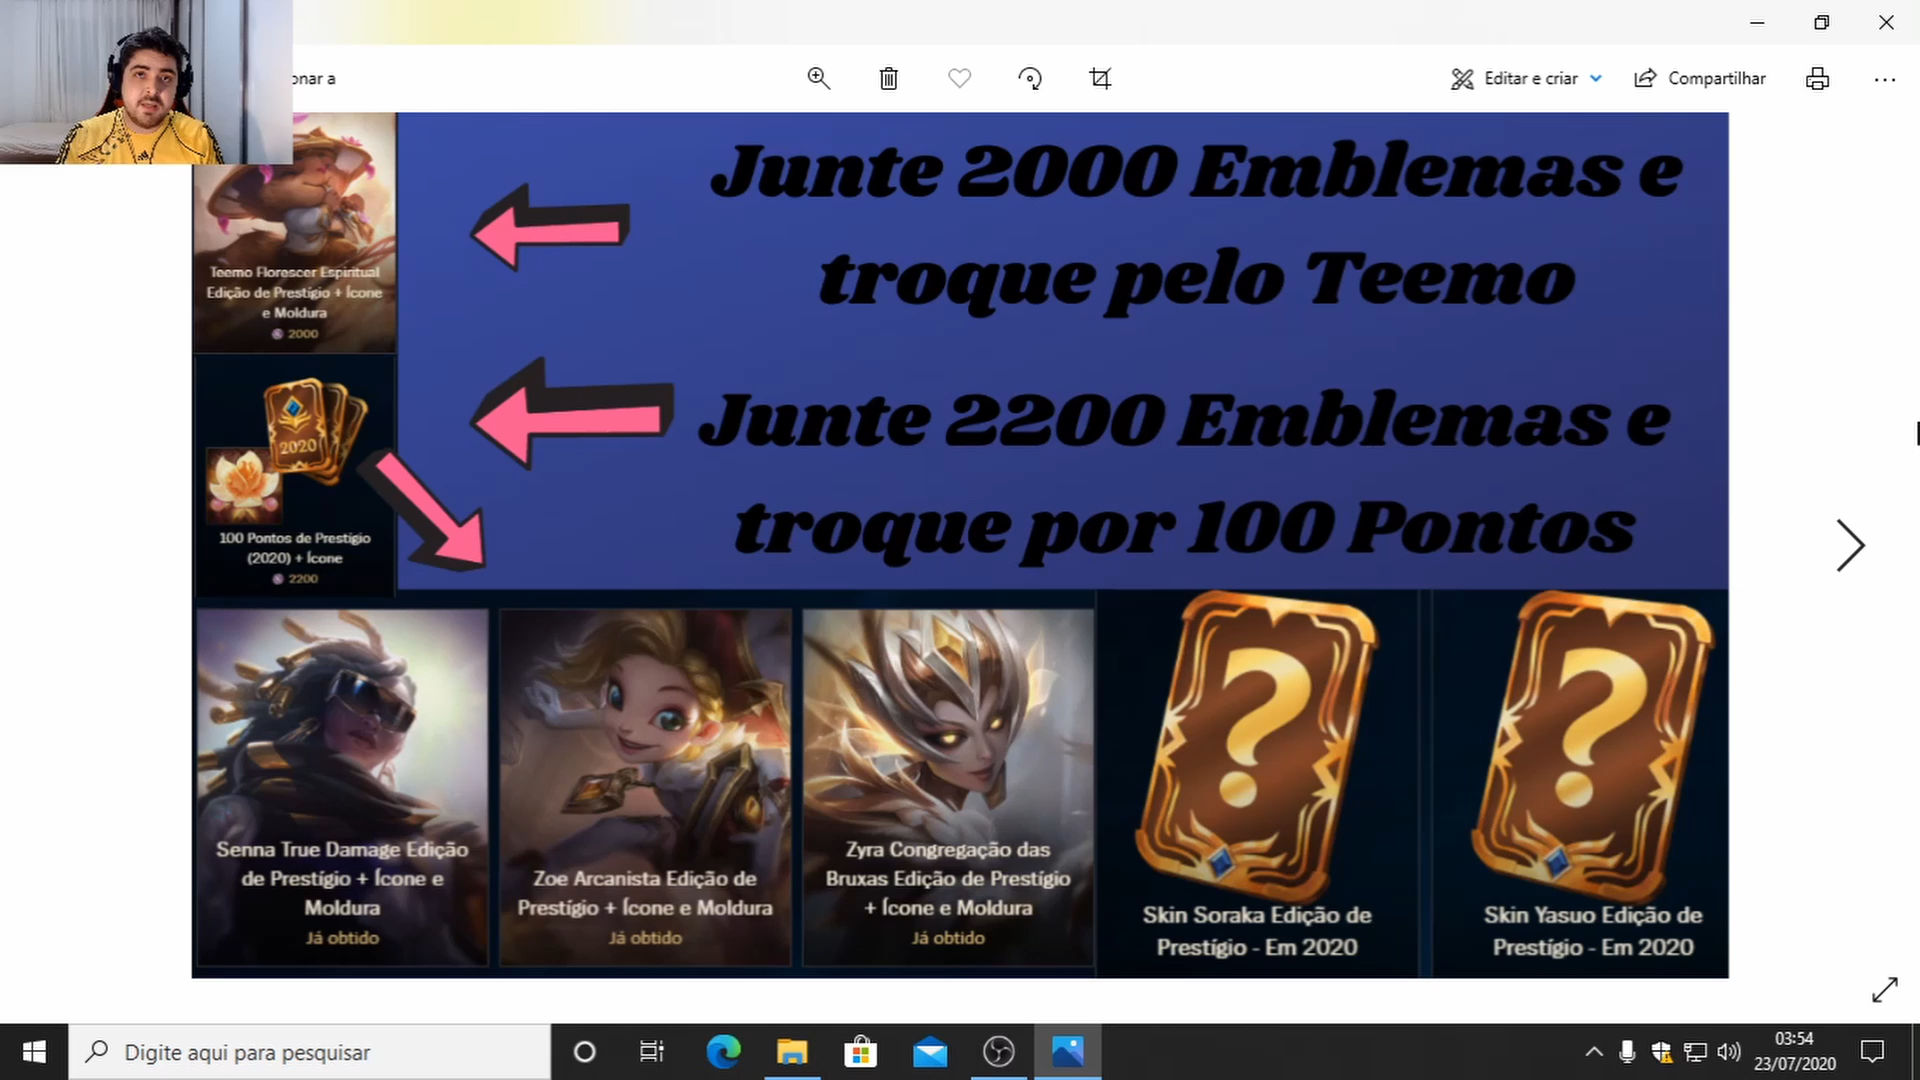 onar a
Editar e criar
Compartilhar
Junte 2000 Emblemas e
troque pelo Teemo
Teemo Florescer Espiritual
Edição de Prestígio + Ícone
e Moldura
2000
Junte 2200 Emblemas e
troque por 100 Pontos
2020
100 Pontos de Prestígio
(2020) + Ícone
2200
Senna True Damage Edição
de Prestígio + Ícone e
Moldura
Já obtido
Zoe Arcanista Edição de
Prestígio + Ícone e Moldura
Já obtido
Zyra Congregação das
Bruxas Edição de Prestígio
+ Ícone e Moldura
Já obtido
?
Skin Soraka Edição de
Prestígio - Em 2020
?
Skin Yasuo Edição de
Prestígio - Em 2020
Digite aqui para pesquisar
03:54
23/07/2020